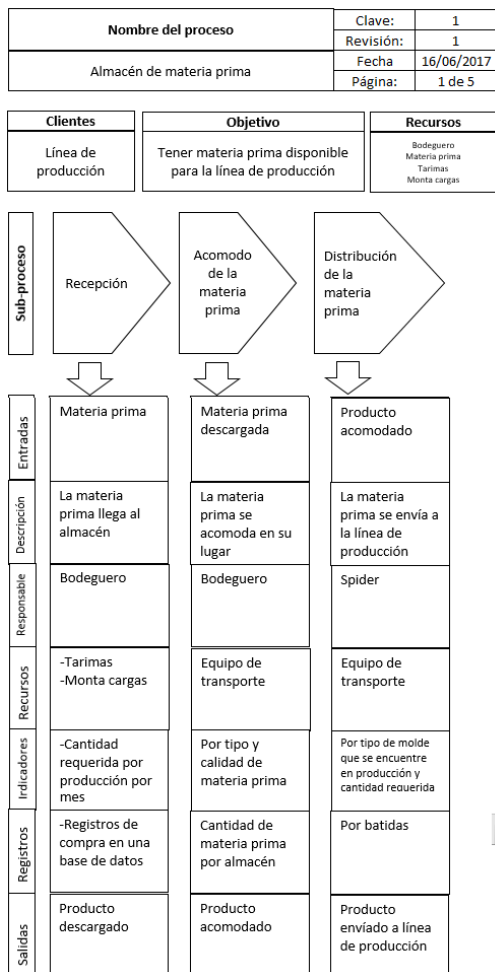 Nombre del proceso
Clave: 1
Revisión: 1
Almacén de materia prima
Fecha 16/06/2017
Página: 1 de 5
Clientes
Línea de
producción
Objetivo
Tener materia prima disponible
para la línea de producción
Recursos
Bodeguero
Materia prima
Tarimas
Monta cargas
Sub-proceso
Recepción
Acomodo
de la
materia
prima
Distribución
de la
materia
prima
Entradas
Materia prima
Materia prima
descargada
Producto
acomodado
Descripción
La materia
prima llega al
almacén
La materia
prima se
acomoda en su
lugar
La materia
prima se envía a
la línea de
producción
Responsable
Bodeguero
Bodeguero
Spider
Recursos
-Tarimas
-Monta cargas
Equipo de
transporte
Equipo de
transporte
Indicadores
-Cantidad
requerida por
producción por
mes
Por tipo y
calidad de
materia prima
Por tipo de molde
que se encuentre
en producción y
cantidad requerida
Registros
-Registros de
compra en una
base de datos
Cantidad de
materia prima
por almacén
Por batidas
Salidas
Producto
descargado
Producto
acomodado
Producto
envíado a línea
de producción